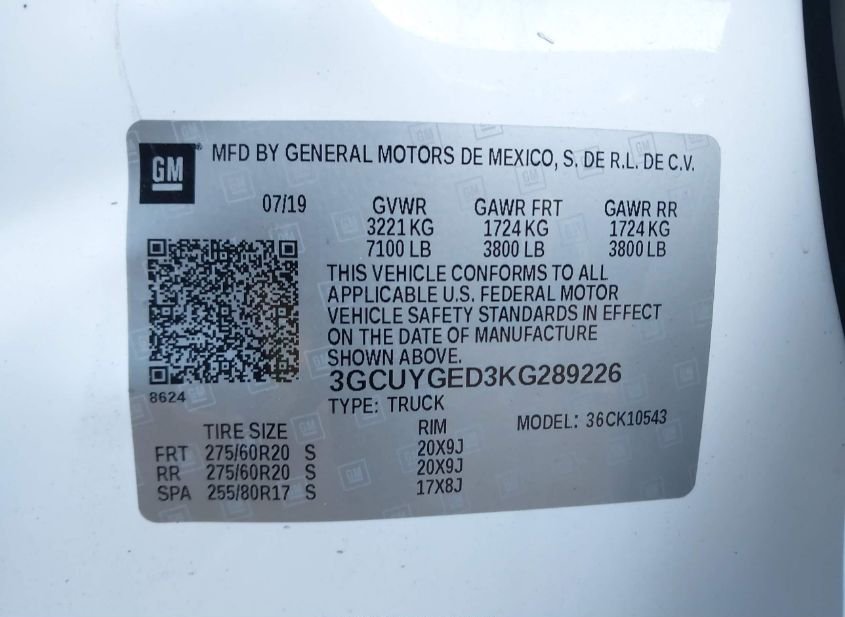 GM ® MFD BY GENERAL MOTORS DE MEXICO, S. DE R.L. DE C.V.
07/19 GVWR GAWR FRT GAWR RR
3221 KG 1724 KG 1724 KG
7100 LB 3800 LB 3800 LB
THIS VEHICLE CONFORMS TO ALL
APPLICABLE U.S. FEDERAL MOTOR
VEHICLE SAFETY STANDARDS IN EFFECT
ON THE DATE OF MANUFACTURE
SHOWN ABOVE.
3GCUYGED3KG289226
8624
TYPE: TRUCK
MODEL: 36CK10543
TIRE SIZE RIM
FRT 275/60R20 S 20X9J
RR 275/60R20 S 20X9J
SPA 255/80R17 S 17X8J